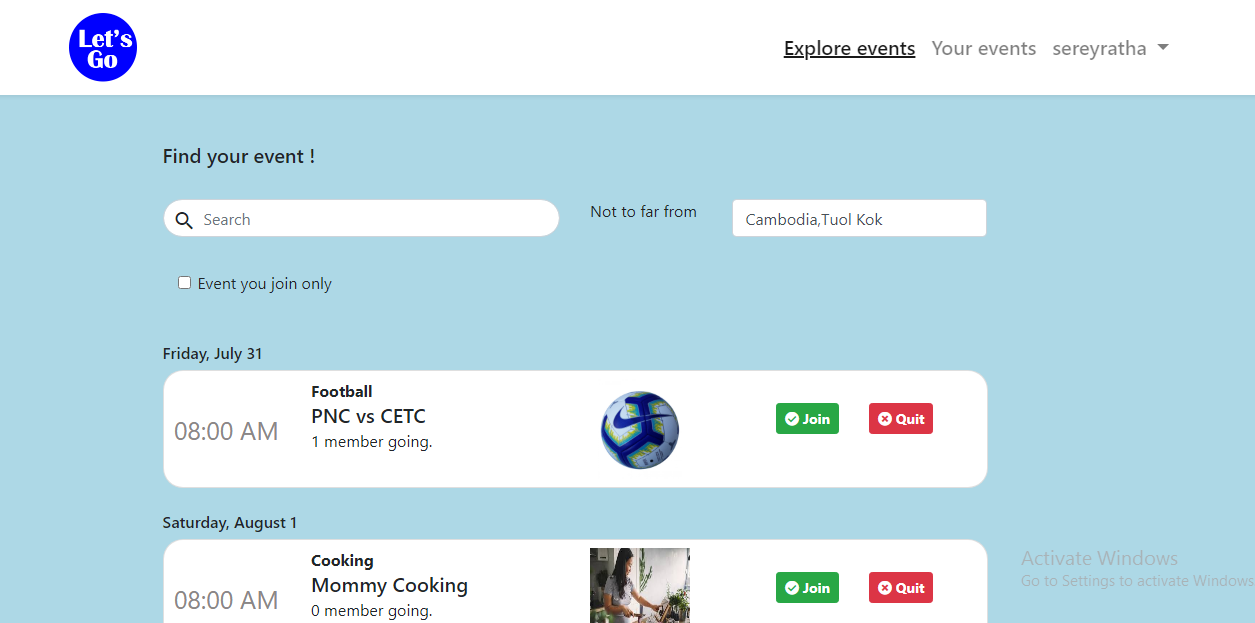 Let's
Go
Explore events Your events sereyratha
Find your event !
Search Not to far from Cambodia,Tuol Kok
Event you join only
Friday, July 31
Football
08:00 AM PNC vs CETC Join Quit
1 member going.
Saturday, August 1
Cooking
08:00 AM Mommy Cooking Join Quit
0 member going.
Activate Windows
Go to Settings to activate Windows